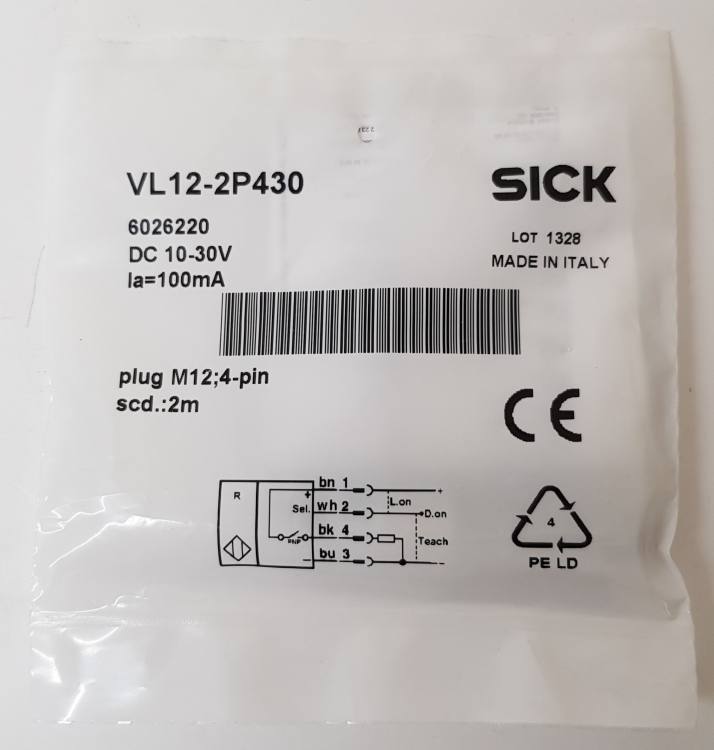 VL12-2P430
6026220
DC 10-30V
Ia=100mA
SICK
LOT 1328
MADE IN ITALY
plug M12;4-pin
scd.:2m
CE
R
bn 1
+
+
L.on
Sel.
wh 2
D.on
bk 4
PNP
Teach
bu 3
–
–
4
PE LD